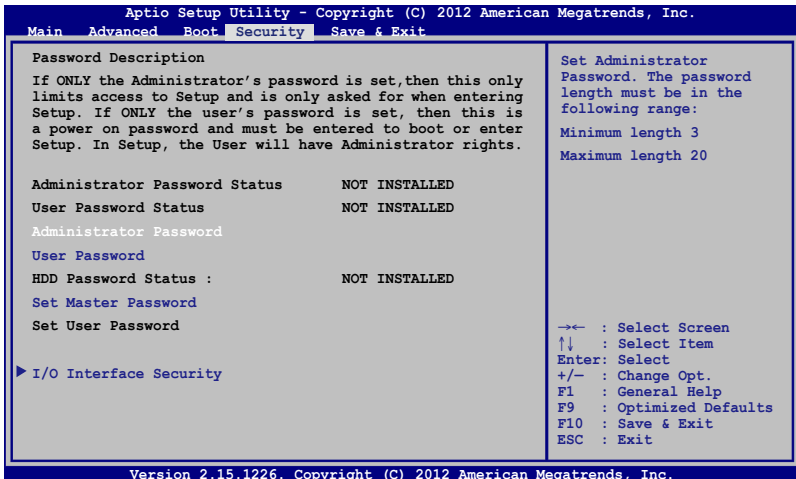 Aptio Setup Utility - Copyright (C) 2012 American Megatrends, Inc.
Main Advanced Boot Security Save & Exit
Password Description
If ONLY the Administrator's password is set,then this only
limits access to Setup and is only asked for when entering
Setup. If ONLY the user's password is set, then this is
a power on password and must be entered to boot or enter
Setup. In Setup, the User will have Administrator rights.
Administrator Password Status NOT INSTALLED
User Password Status NOT INSTALLED
Administrator Password
User Password
HDD Password Status : NOT INSTALLED
Set Master Password
Set User Password
I/O Interface Security
Set Administrator
Password. The password
length must be in the
following range:
Minimum length 3
Maximum length 20
→← : Select Screen
↑↓ : Select Item
Enter: Select
+/— : Change Opt.
F1 : General Help
F9 : Optimized Defaults
F10 : Save & Exit
ESC : Exit
Version 2.15.1226. Copyright (C) 2012 American Megatrends, Inc.